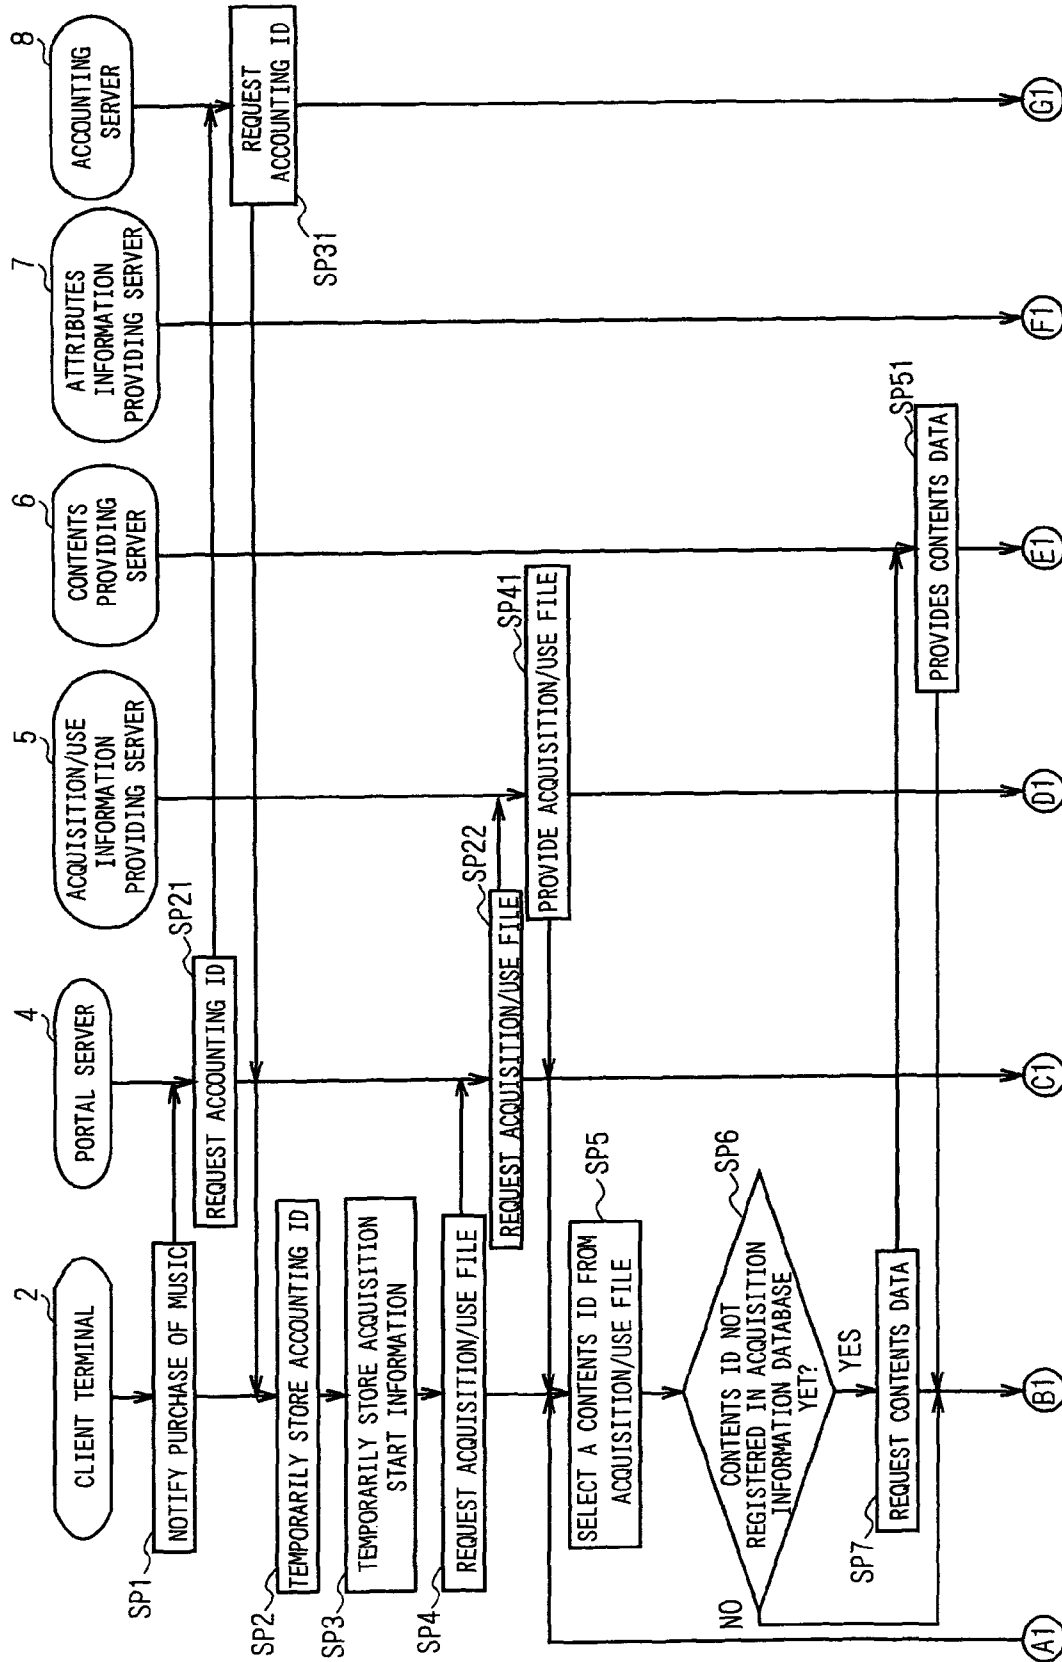 2
CLIENT TERMINAL
4
PORTAL SERVER
5
ACQUISITION/USE
INFORMATION
PROVIDING SERVER
6
CONTENTS
PROVIDING
SERVER
7
ATTRIBUTES
INFORMATION
PROVIDING SERVER
8
ACCOUNTING
SERVER
SP1
NOTIFY PURCHASE OF MUSIC
SP21
REQUEST ACCOUNTING ID
REQUEST
ACCOUNTING ID
SP31
SP2
TEMPORARILY STORE ACCOUNTING ID
SP3
TEMPORARILY STORE ACQUISITION
START INFORMATION
SP4
REQUEST ACQUISITION/USE FILE
SP22
REQUEST ACQUISITION/USE FILE
SP41
PROVIDE ACQUISITION/USE FILE
SP5
SELECT A CONTENTS ID FROM
ACQUISITION/USE FILE
SP6
CONTENTS ID NOT
REGISTERED IN ACQUISITION
INFORMATION DATABASE
YET?
NO
YES
SP7
REQUEST CONTENTS DATA
SP51
PROVIDES CONTENTS DATA
A1
B1
C1
D1
E1
F1
G1